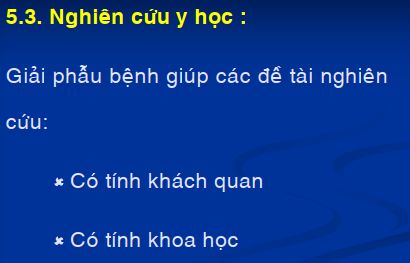 5.3. Nghiên cứu y học :
Giải phẫu bệnh giúp các đề tài nghiên
cứu:
Có tính khách quan
Có tính khoa học